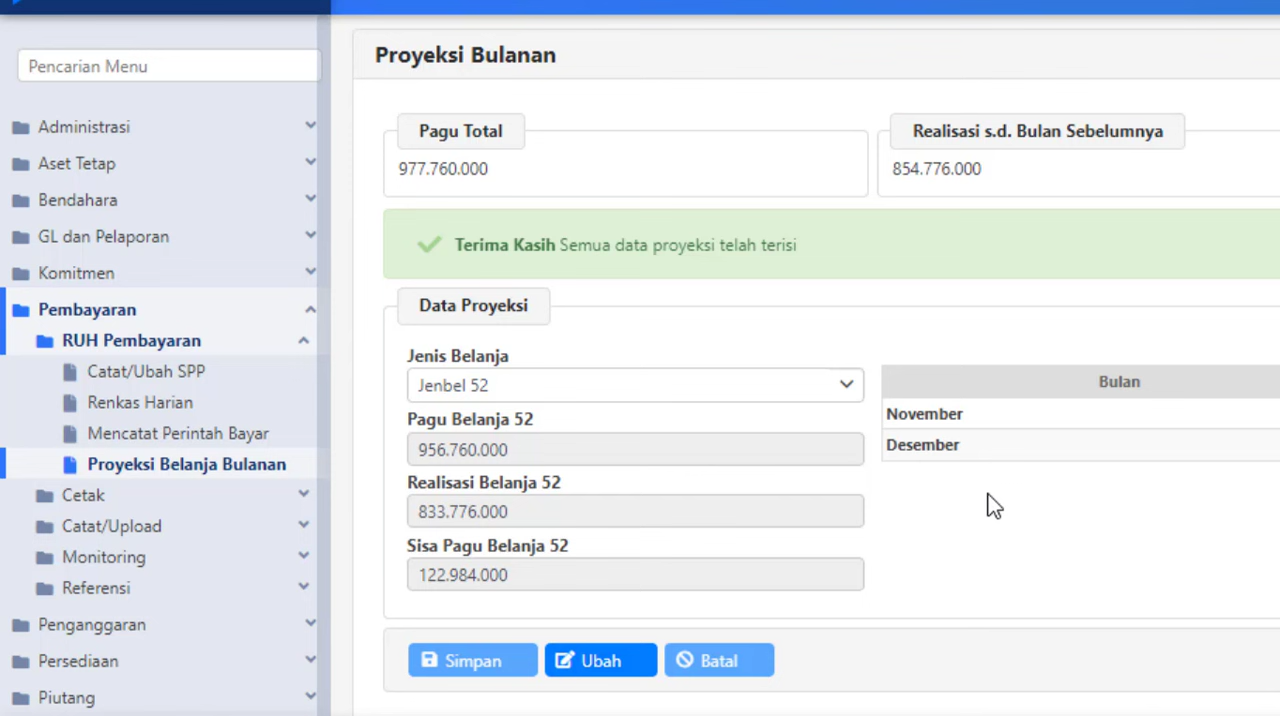 Pencarian Menu
Administrasi
Aset Tetap
Bendahara
GL dan Pelaporan
Komitmen
Pembayaran
RUH Pembayaran
Catat/Ubah SPP
Renkas Harian
Mencatat Perintah Bayar
Proyeksi Belanja Bulanan
Cetak
Catat/Upload
Monitoring
Referensi
Penganggaran
Persediaan
Piutang
Proyeksi Bulanan
Pagu Total
977.760.000
Realisasi s.d. Bulan Sebelumnya
854.776.000
Terima Kasih Semua data proyeksi telah terisi
Data Proyeksi
Jenis Belanja
Jenbel 52
Pagu Belanja 52
956.760.000
Realisasi Belanja 52
833.776.000
Sisa Pagu Belanja 52
122.984.000
Bulan
November
Desember
Simpan
Ubah
Batal